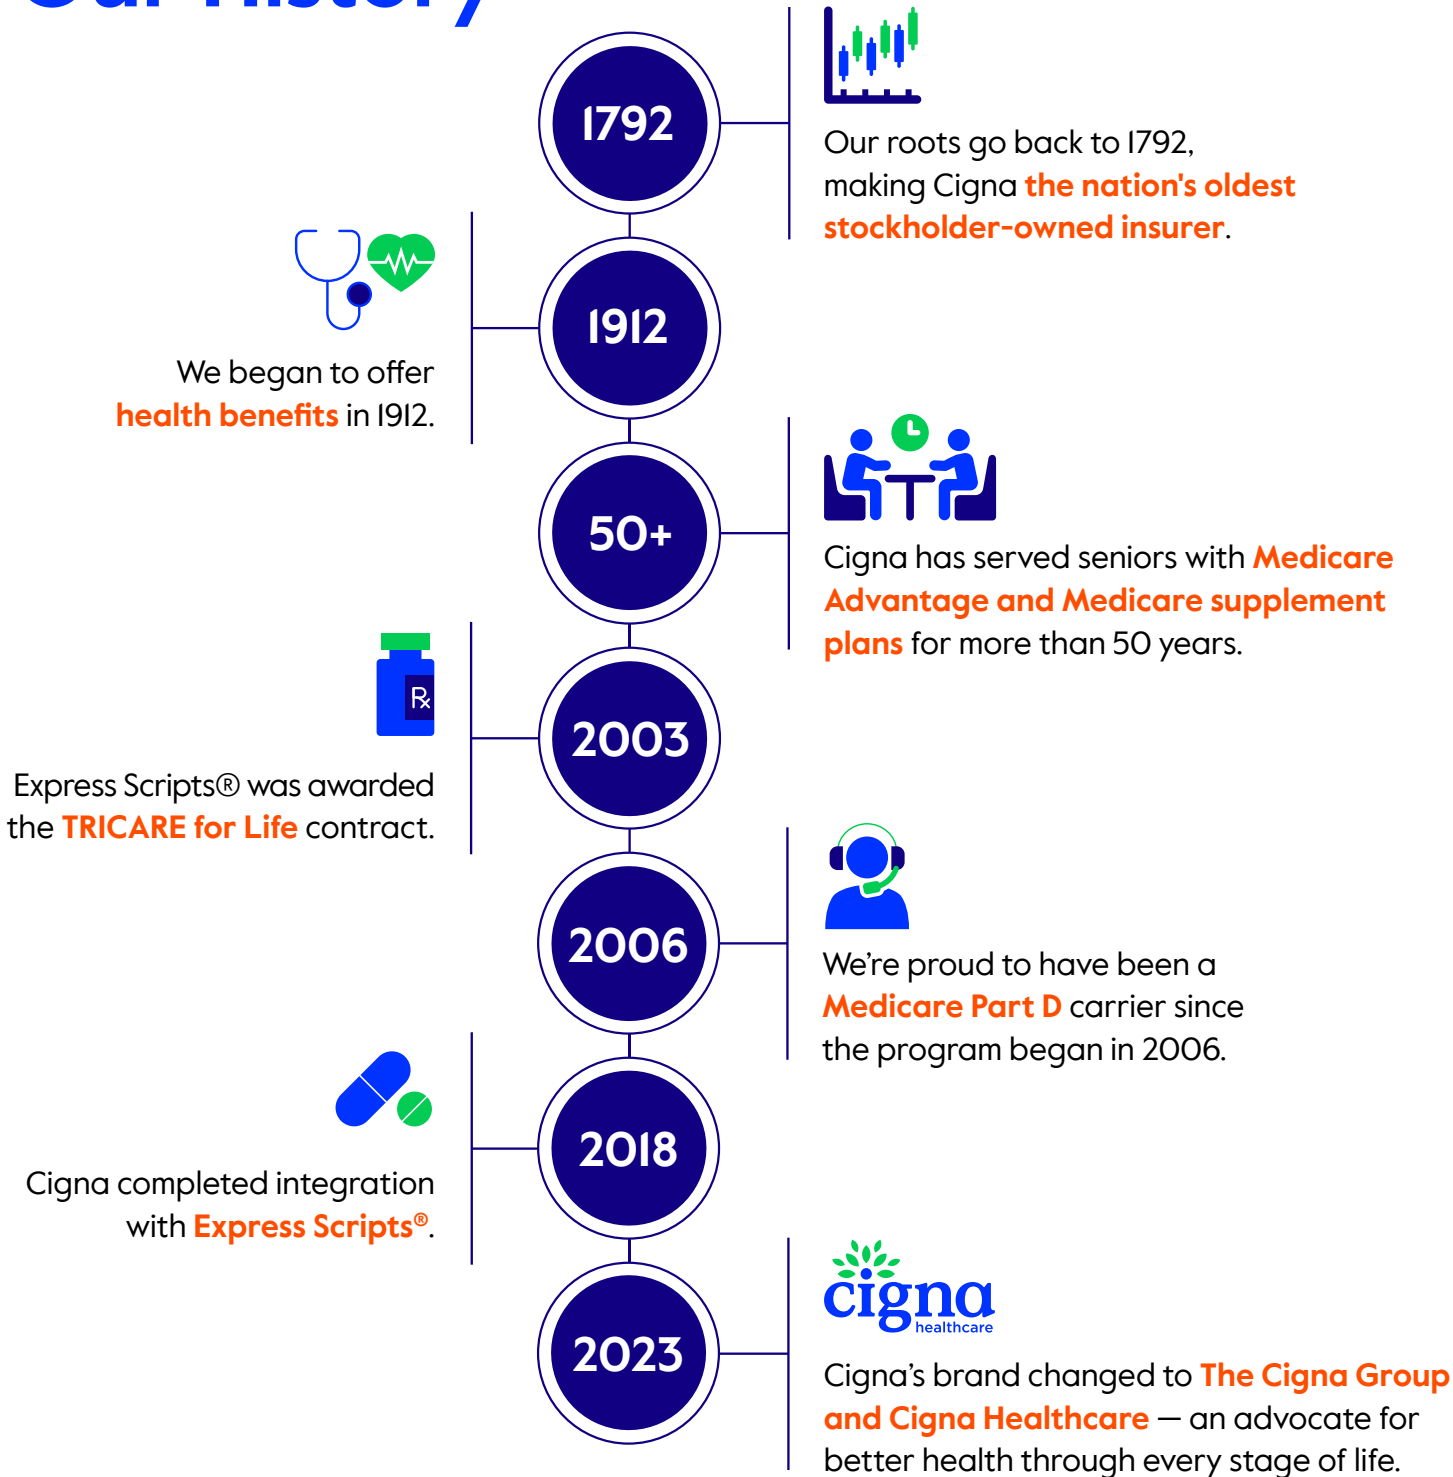 Our History
1792
Our roots go back to 1792,
making Cigna the nation's oldest
stockholder-owned insurer.
1912
We began to offer
health benefits in 1912.
50+
Cigna has served seniors with Medicare
Advantage and Medicare supplement
plans for more than 50 years.
2003
Rx
Express Scripts® was awarded
the TRICARE for Life contract.
2006
We're proud to have been a
Medicare Part D carrier since
the program began in 2006.
2018
Cigna completed integration
with Express Scripts®.
2023
cigna
healthcare
Cigna's brand changed to The Cigna Group
and Cigna Healthcare — an advocate for
better health through every stage of life.